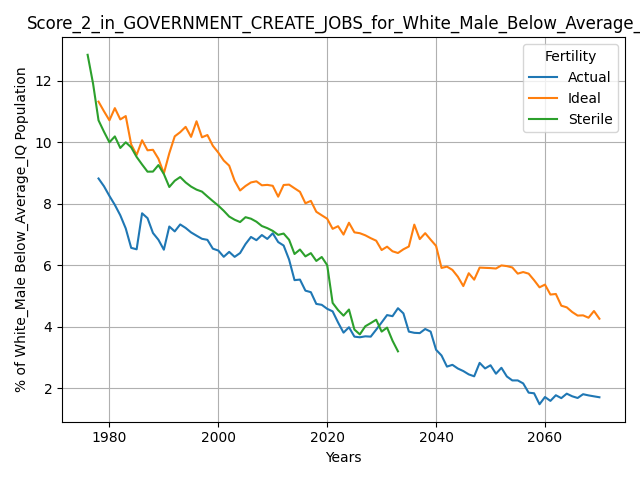 Score_2_in_GOVERNMENT_CREATE_JOBS_for_White_Male_Below_Average_
Fertility
Actual
Ideal
Sterile
% of White_Male Below_Average_IQ Population
12
10
8
6
4
2
1980
2000
2020
2040
2060
Years